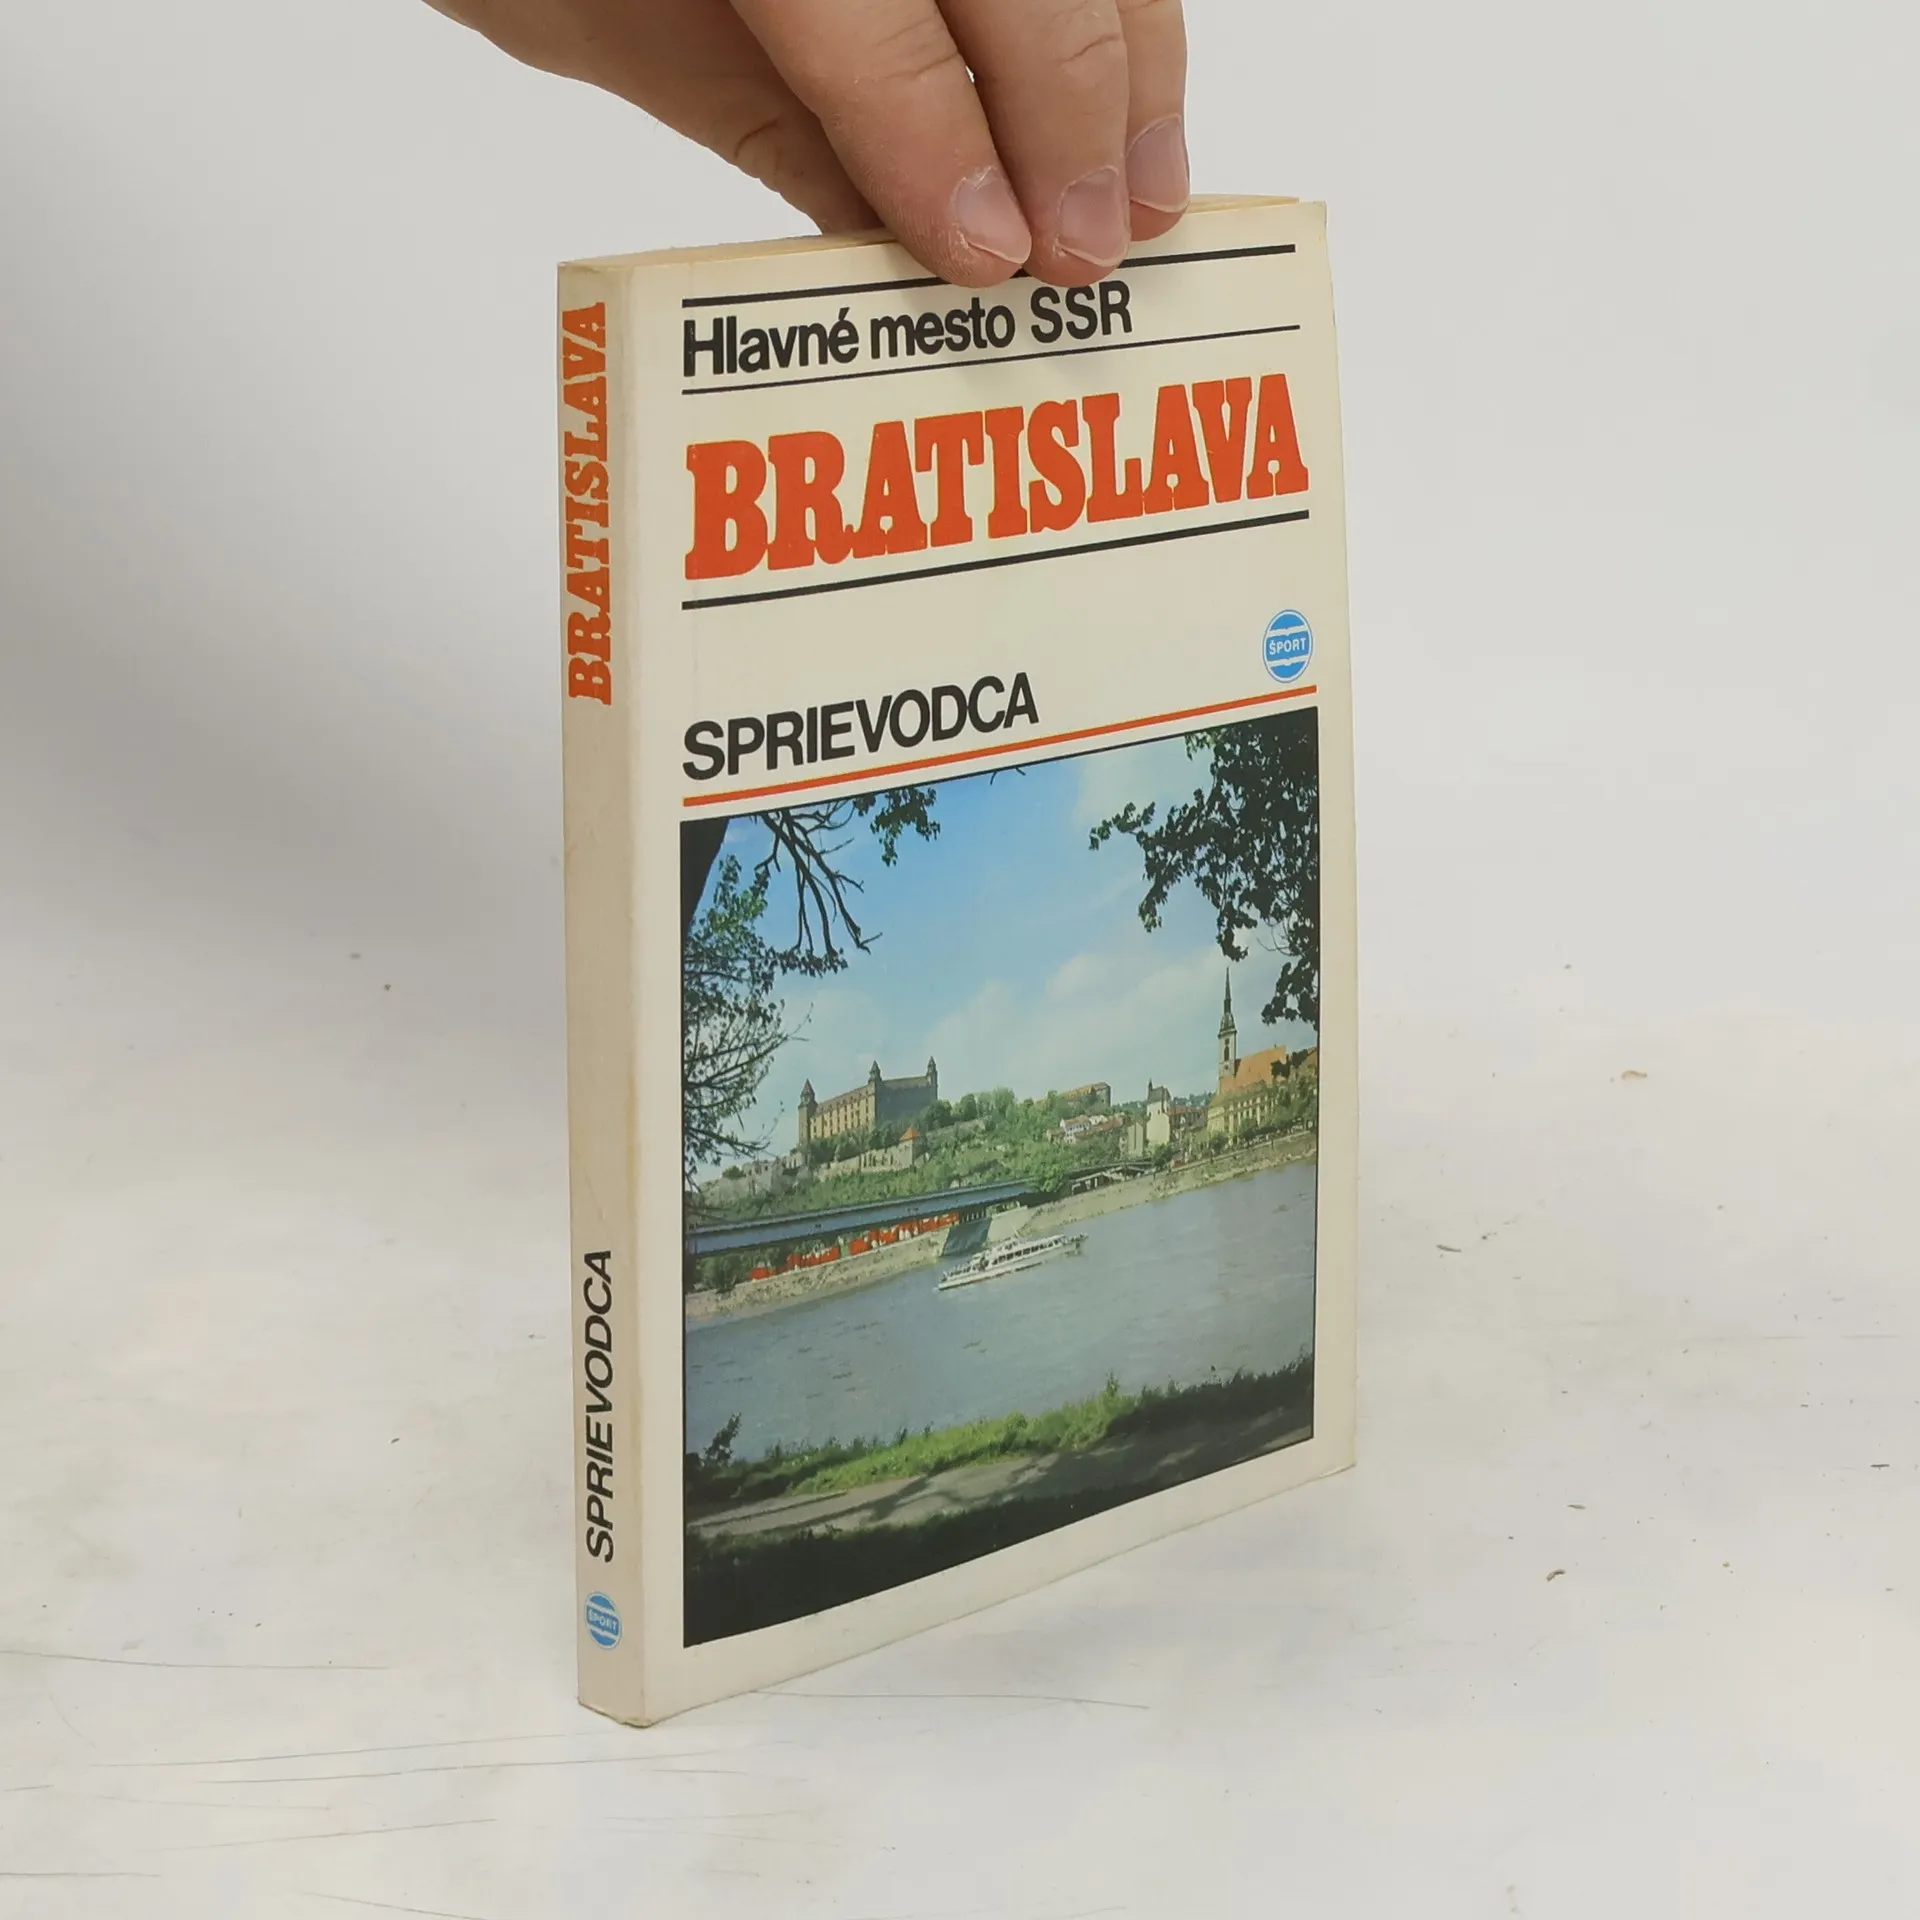 Hlavné mesto SSR
BRATISLAVA
ŠPORT
SPRIEVODCA
BRATISLAVA
SPRIEVODCA
ŠPORT